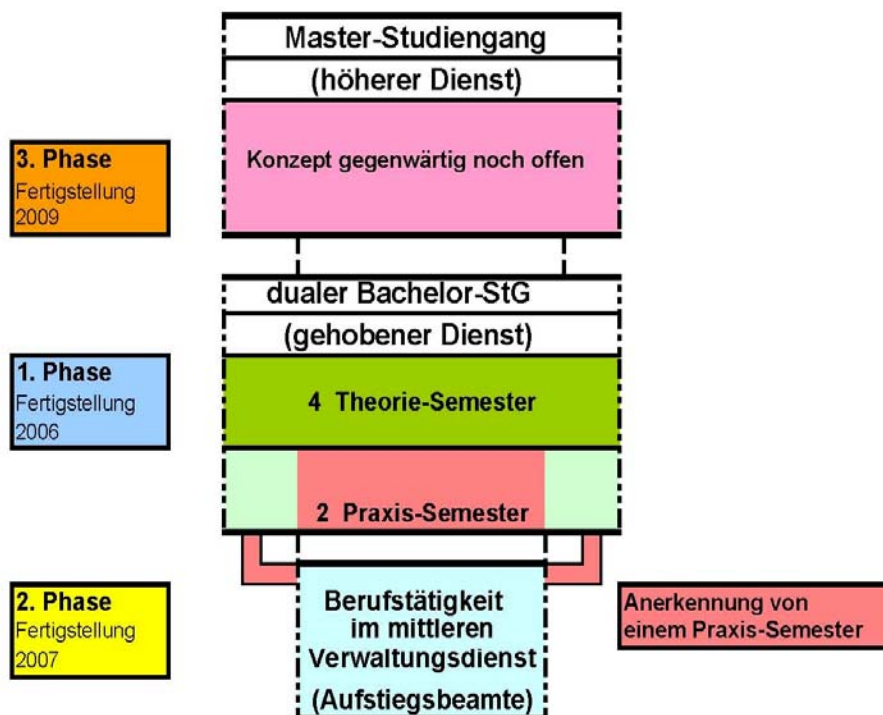 Master-Studiengang
(höherer Dienst)
3. Phase
Fertigstellung
2009
Konzept gegenwärtig noch offen
dualer Bachelor-StG
(gehobener Dienst)
1. Phase
Fertigstellung
2006
4 Theorie-Semester
2 Praxis-Semester
2. Phase
Fertigstellung
2007
Berufstätigkeit
im mittleren
Verwaltungsdienst
(Aufstiegsbeamte)
Anerkennung von
einem Praxis-Semester